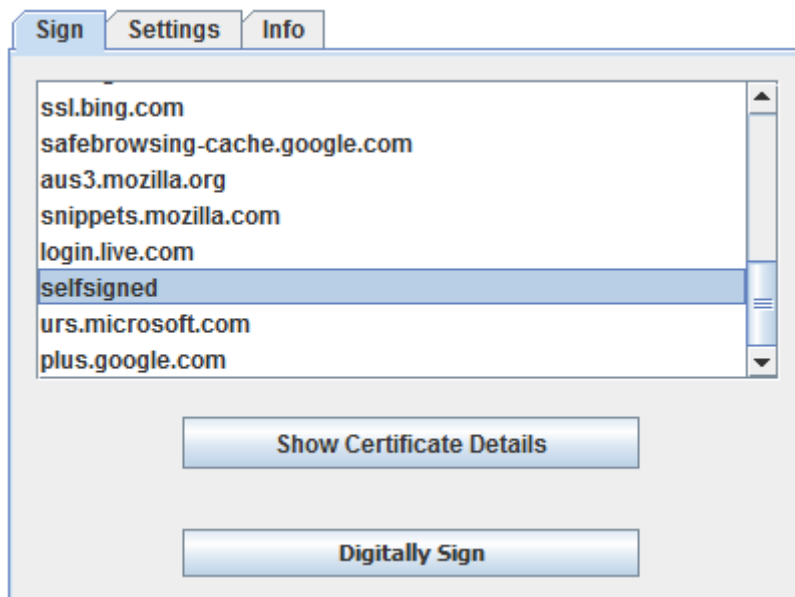 Sign Settings Info
ssl.bing.com
safebrowsing-cache.google.com
aus3.mozilla.org
snippets.mozilla.com
login.live.com
selfsigned
urs.microsoft.com
plus.google.com
Show Certificate Details
Digitally Sign